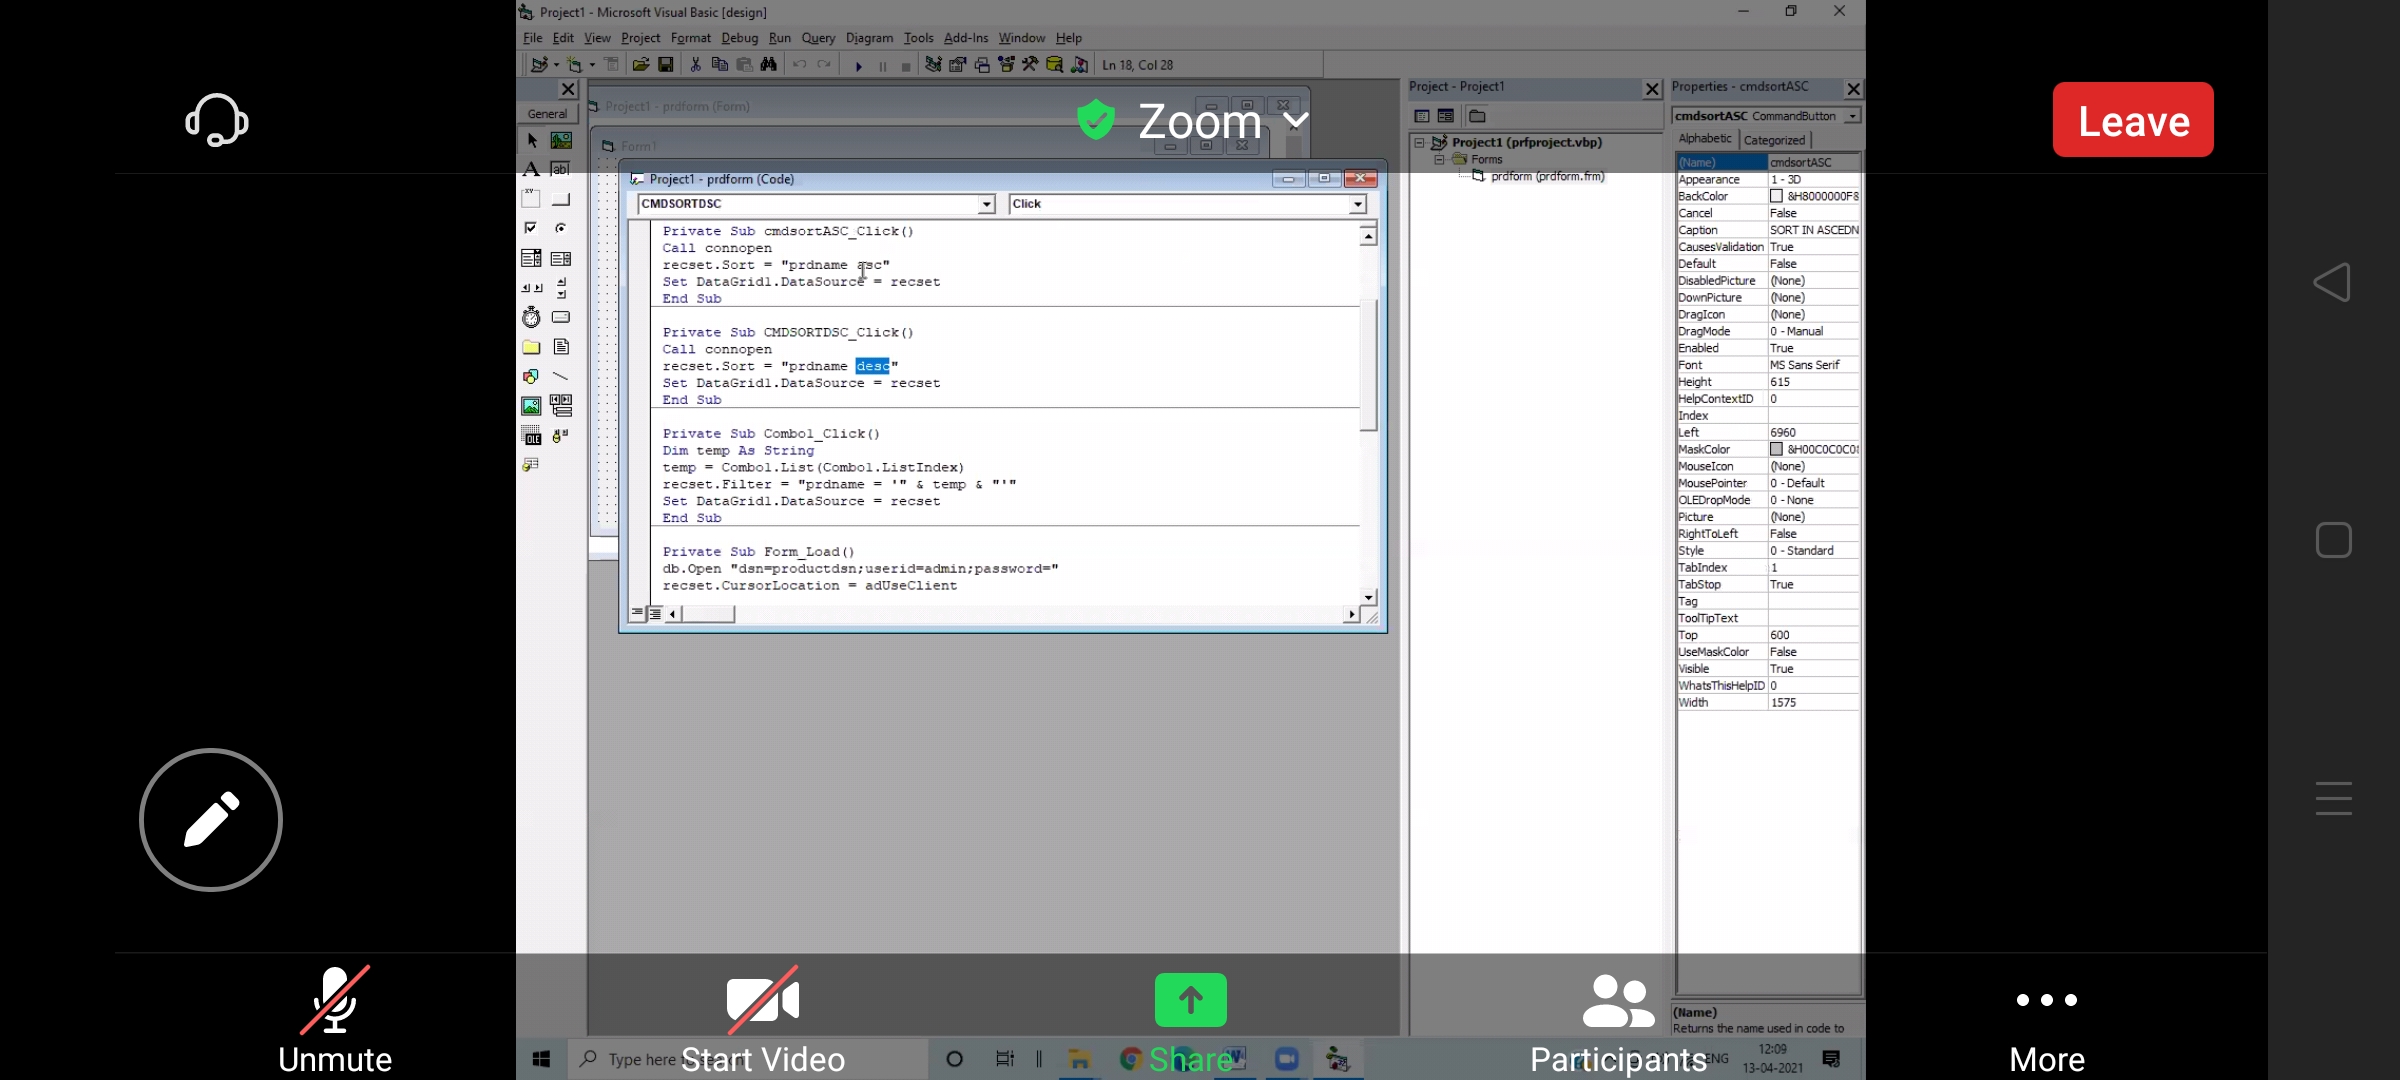 Project1 - Microsoft Visual Basic [design]
File Edit View Project Format Debug Run Query Diagram Tools Add-Ins Window Help
Ln 18, Col 28
General
Project1 - prdform (Form)
Form1
Zoom
Leave
Project1 - prdform (Code)
CMDSORTDSC
Click
Private Sub cmdsortASC_Click()
Call connopen
recset.Sort = "prdname asc"
Set DataGrid1.DataSource = recset
End Sub
Private Sub CMDSORTDSC_Click()
Call connopen
recset.Sort = "prdname desc"
Set DataGrid1.DataSource = recset
End Sub
Private Sub Combo1_Click()
Dim temp As String
temp = Combo1.List(Combo1.ListIndex)
recset.Filter = "prdname = '" & temp & "'"
Set DataGrid1.DataSource = recset
End Sub
Private Sub Form_Load()
db.Open "dsn=productdsn;userid=admin;password="
recset.CursorLocation = adUseClient
Project - Project1
Project1 (prfproject.vbp)
Forms
prdform (prdform.frm)
Properties - cmdsortASC
cmdsortASC CommandButton
Alphabetic Categorized
(Name) cmdsortASC
Appearance 1 - 3D
BackColor &H8000000F&
Cancel False
Caption SORT IN ASCEDN
CausesValidation True
Default False
DisabledPicture (None)
DownPicture (None)
DragIcon (None)
DragMode 0 - Manual
Enabled True
Font MS Sans Serif
Height 615
HelpContextID 0
Index
Left 6960
MaskColor &H00C0C0C0&
MouseIcon (None)
MousePointer 0 - Default
OLEDropMode 0 - None
Picture (None)
RightToLeft False
Style 0 - Standard
TabIndex 1
TabStop True
Tag
ToolTipText
Top 600
UseMaskColor False
Visible True
WhatsThisHelpID 0
Width 1575
(Name)
Returns the name used in code to
Type here to
ENG
12:09
13-04-2021
Unmute
Start Video
Share
Participants
More